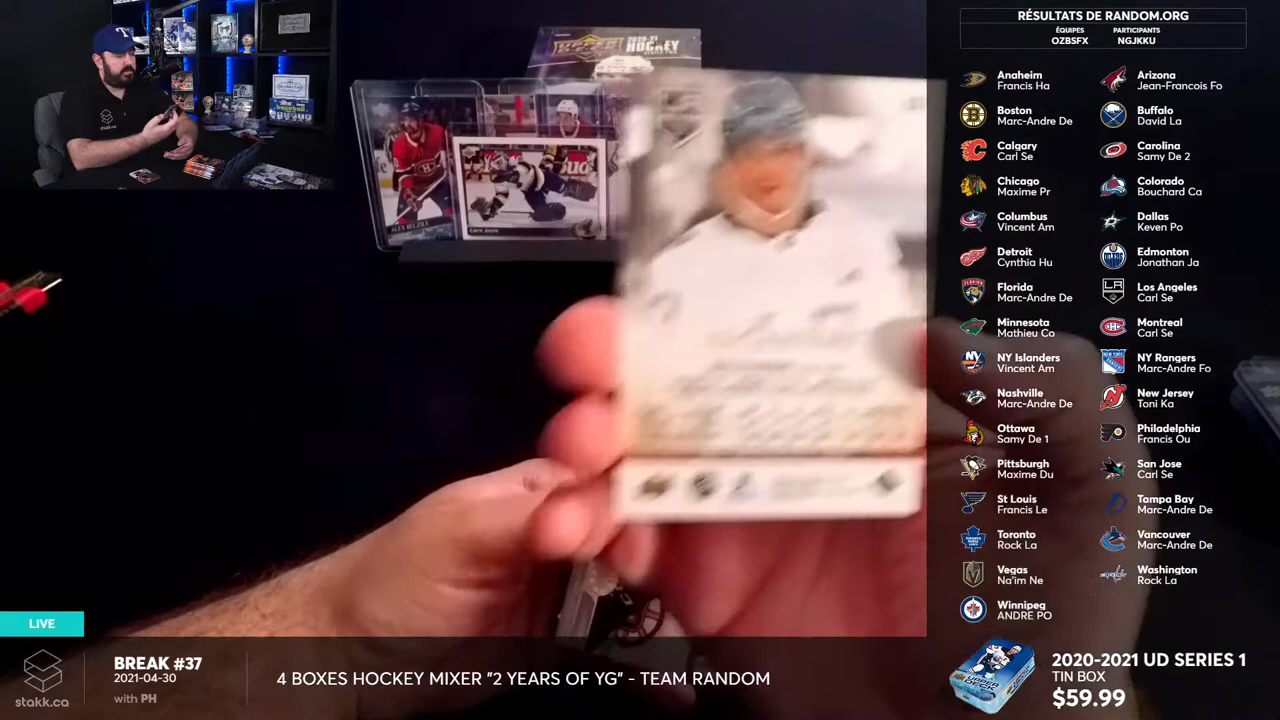 RÉSULTATS DE RANDOM.ORG
ÉQUIPES
OZBSFX
PARTICIPANTS
NGJKKU
Anaheim
Francis Ha
Arizona
Jean-Francois Fo
Boston
Marc-Andre De
Buffalo
David La
Calgary
Carl Se
Carolina
Samy De 2
Chicago
Maxime Pr
Colorado
Bouchard Ca
Columbus
Vincent Am
Dallas
Keven Po
Detroit
Cynthia Hu
Edmonton
Jonathan Ja
Florida
Marc-Andre De
Los Angeles
Carl Se
Minnesota
Mathieu Co
Montreal
Carl Se
NY Islanders
Vincent Am
NY Rangers
Marc-Andre Fo
Nashville
Marc-Andre De
New Jersey
Toni Ka
Ottawa
Samy De 1
Philadelphia
Francis Ou
Pittsburgh
Maxime Du
San Jose
Carl Se
St Louis
Francis Le
Tampa Bay
Marc-Andre De
Toronto
Rock La
Vancouver
Marc-Andre De
Vegas
Na'im Ne
Washington
Rock La
Winnipeg
ANDRE PO
2020-21
HOCKEY
ALEX BELZILE
stakk.ca
LIVE
stakk.ca
BREAK #37
2021-04-30
with PH
4 BOXES HOCKEY MIXER "2 YEARS OF YG" - TEAM RANDOM
2020-2021 UD SERIES 1
TIN BOX
$59.99